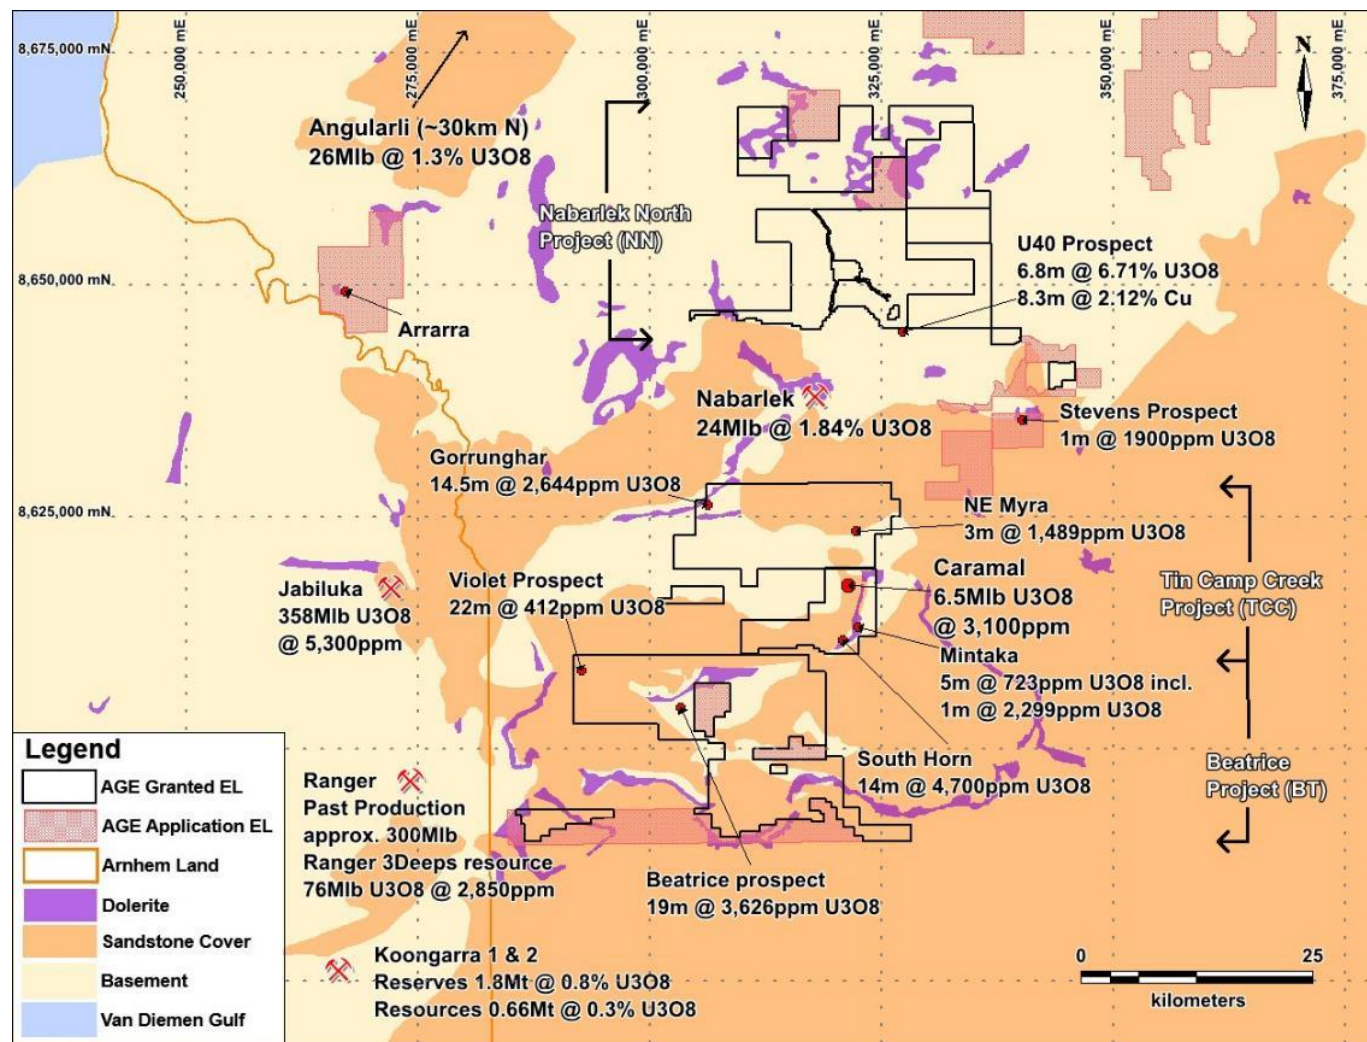 8,675,000 mN
250,000 mE
275,000 mE
300,000 mE
325,000 mE
350,000 mE
375,000 mE
N
Angularli (~30km N)
26Mlb @ 1.3% U3O8
Nabarlek North
Project (NN)
U40 Prospect
6.8m @ 6.71% U3O8
8.3m @ 2.12% Cu
8,650,000 mN
Ararra
Nabarlek
24Mlb @ 1.84% U3O8
Stevens Prospect
1m @ 1900ppm U3O8
Gorrunghar
14.5m @ 2,644ppm U3O8
8,625,000 mN
NE Myra
3m @ 1,489ppm U3O8
Jabiluka
358Mlb U3O8
@ 5,300ppm
Violet Prospect
22m @ 412ppm U3O8
Caramal
6.5Mlb U3O8
@ 3,100ppm
Tin Camp Creek
Project (TCC)
Mintaka
5m @ 723ppm U3O8 incl.
1m @ 2,299ppm U3O8
South Horn
14m @ 4,700ppm U3O8
Beatrice
Project (BT)
Ranger
Past Production
approx. 300Mlb
Ranger 3Deeps resource
76Mlb U3O8 @ 2,850ppm
Beatrice prospect
19m @ 3,626ppm U3O8
Koongarra 1 & 2
Reserves 1.8Mt @ 0.8% U3O8
Resources 0.66Mt @ 0.3% U3O8
Legend
AGE Granted EL
AGE Application EL
Arnhem Land
Dolerite
Sandstone Cover
Basement
Van Diemen Gulf
0
25
kilometers